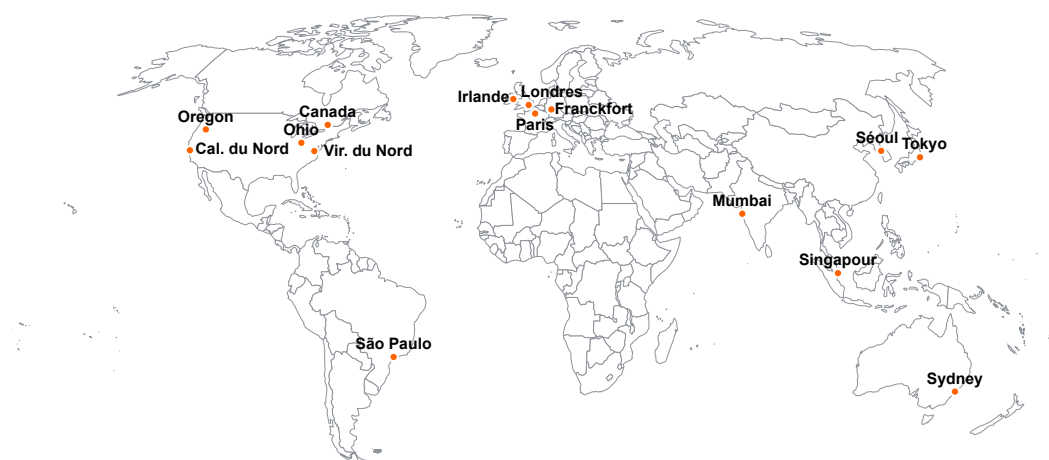 Irlande
Londres
Franckfort
Paris
Oregon
Canada
Ohio
Cal. du Nord
Vir. du Nord
Séoul
Tokyo
Mumbai
Singapour
São Paulo
Sydney